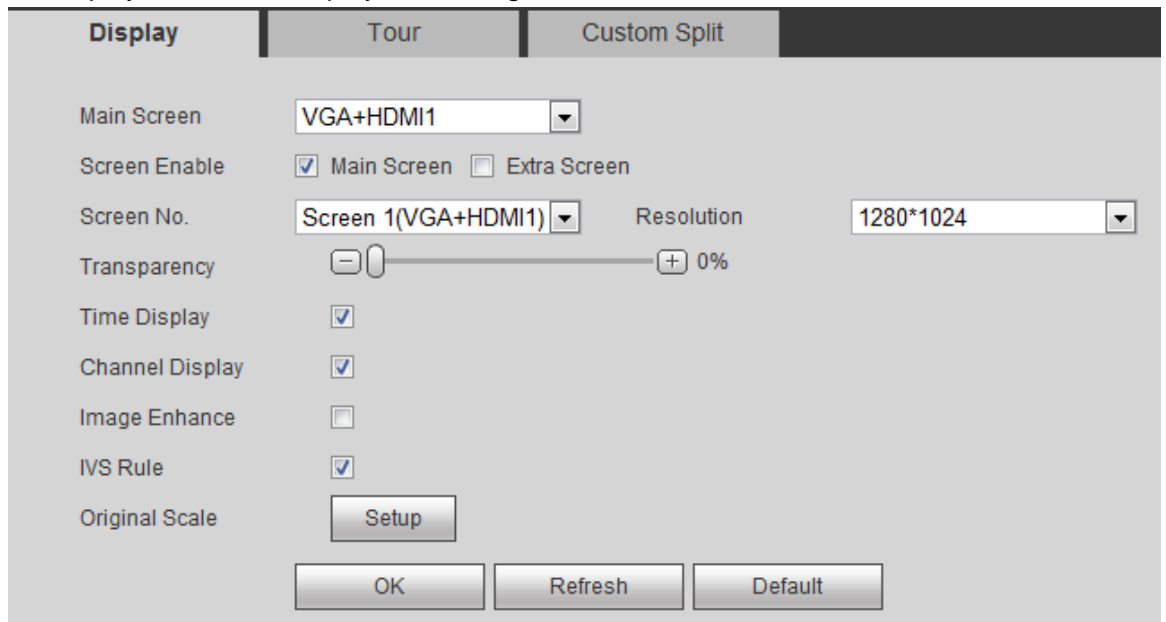 Display Tour Custom Split
Main Screen VGA+HDMI1
Screen Enable Main Screen Extra Screen
Screen No. Screen 1(VGA+HDMI1) Resolution 1280*1024
Transparency 0%
Time Display
Channel Display
Image Enhance
IVS Rule
Original Scale Setup
OK Refresh Default